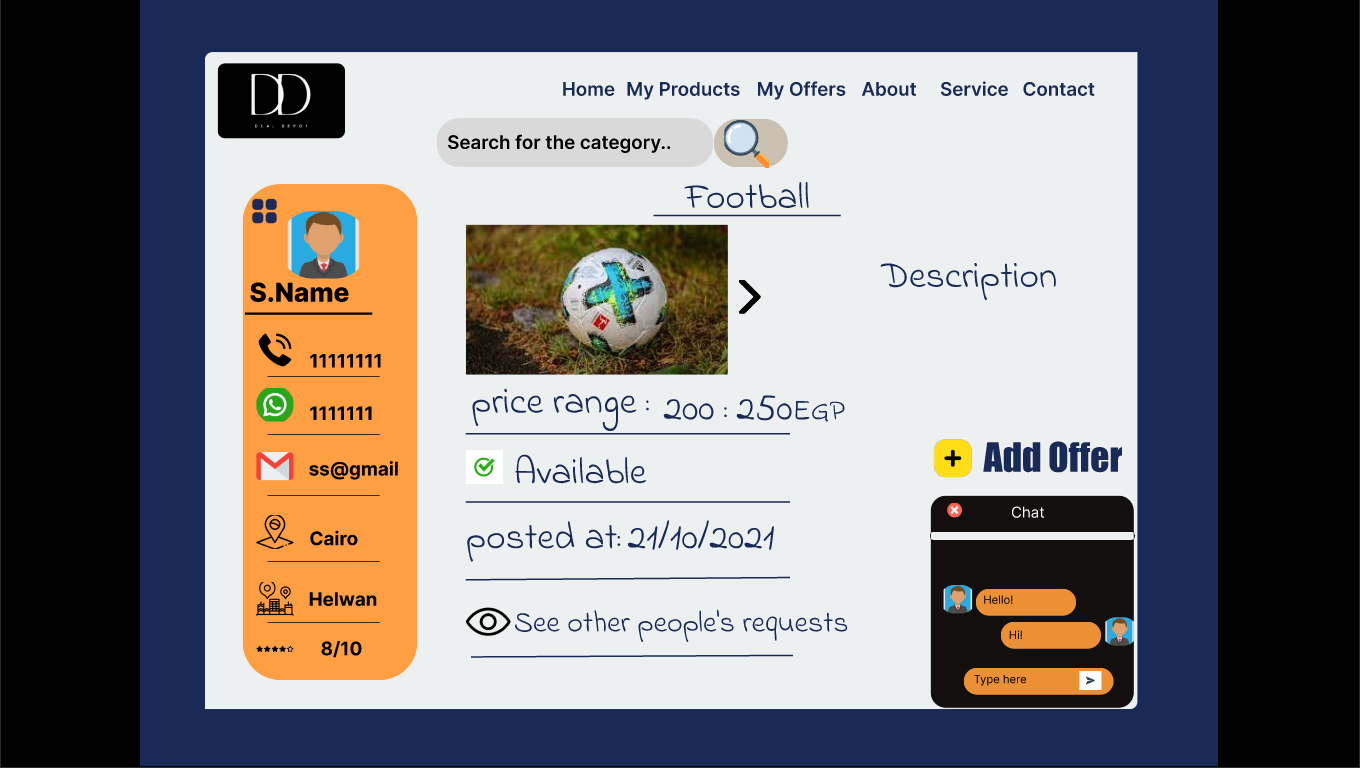 DD
DEAL DEPOT
Home My Products My Offers About Service Contact
Search for the category..
S.Name
11111111
1111111
ss@gmail
Cairo
Helwan
8/10
Football
Description
price range : 200 : 250EGP
Available
posted at: 21/10/2021
See other people's requests
Add Offer
Chat
Hello!
Hi!
Type here